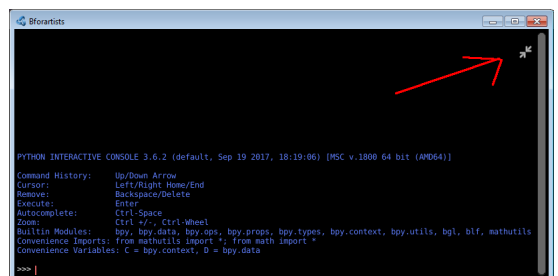 Bforartists
PYTHON INTERACTIVE CONSOLE 3.6.2 (default, Sep 19 2017, 18:19:06) [MSC v.1800 64 bit (AMD64)]
Command History: Up/Down Arrow
Cursor: Left/Right Home/End
Remove: Backspace/Delete
Execute: Enter
Autocomplete: Ctrl-Space
Zoom: Ctrl +/-, Ctrl-Wheel
Builtin Modules: bpy, bpy.data, bpy.ops, bpy.props, bpy.types, bpy.context, bpy.utils, bgl, blf, mathutils
Convenience Imports: from mathutils import *; from math import *
Convenience Variables: C = bpy.context, D = bpy.data
>>>